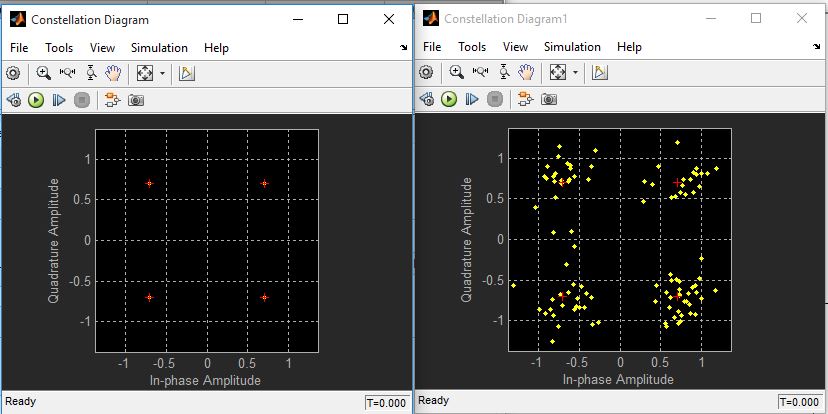 Constellation Diagram
File Tools View Simulation Help
1
0.5
0
-0.5
-1
Quadrature Amplitude
-1 -0.5 0 0.5 1
In-phase Amplitude
Ready T=0.000
Constellation Diagram1
File Tools View Simulation Help
1
0.5
0
-0.5
-1
Quadrature Amplitude
-1 -0.5 0 0.5 1
In-phase Amplitude
Ready T=0.000